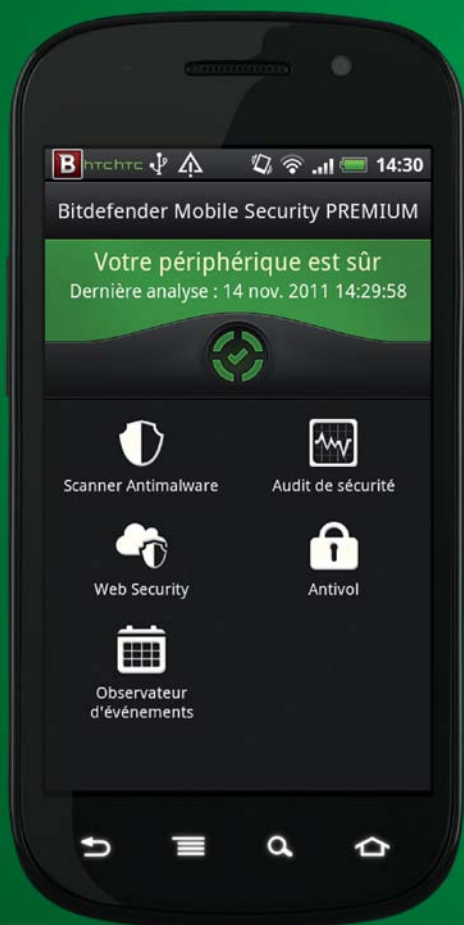 B htchtc 14:30
Bitdefender Mobile Security PREMIUM
Votre périphérique est sûr
Dernière analyse : 14 nov. 2011 14:29:58
Scanner Antimalware
Audit de sécurité
Web Security
Antivol
Observateur
d'événements